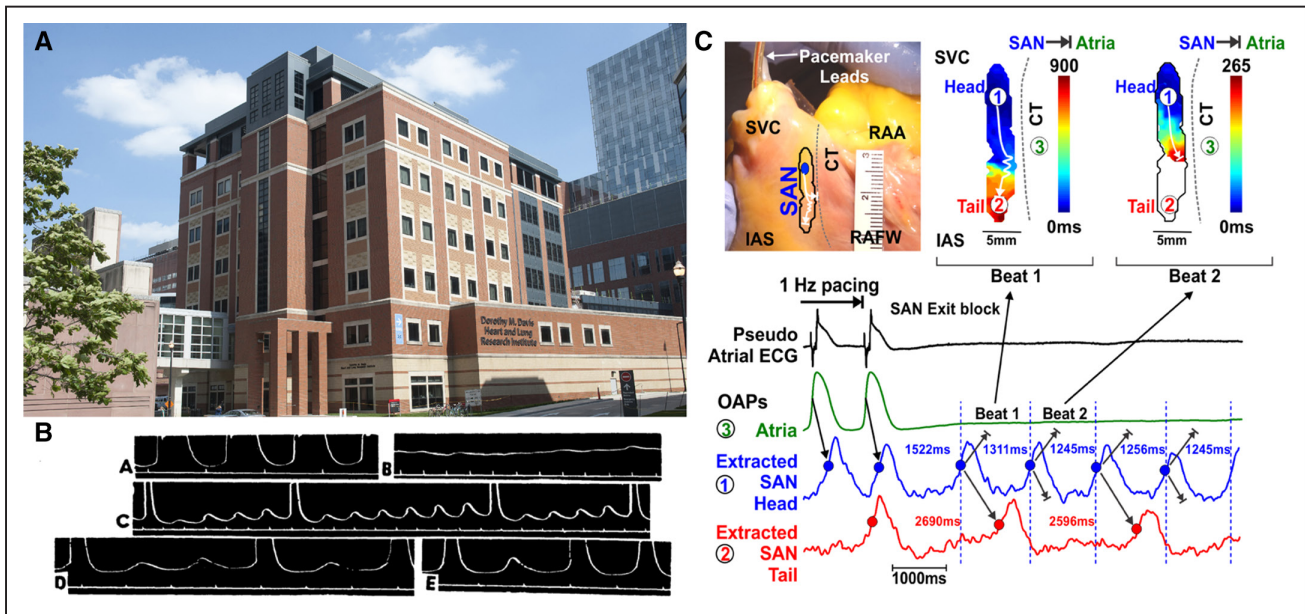 A
Dorothy M. Davis
Heart and Lung
Research Institute
B
A
B
C
D
E
C
Pacemaker
Leads
SVC
RAA
CT
SAN
IAS
RAFW
SAN Atria
SVC
900
Head
1
CT
3
Tail
2
0ms
IAS
5mm
Beat 1
SAN Atria
265
Head
1
CT
3
Tail
2
0ms
5mm
Beat 2
1 Hz pacing
SAN Exit block
Pseudo
Atrial ECG
OAPs
3 Atria
Beat 1 Beat 2
Extracted
1 SAN
Head
1522ms 1311ms 1245ms 1256ms 1245ms
Extracted
2 SAN
Tail
2690ms 2596ms
1000ms